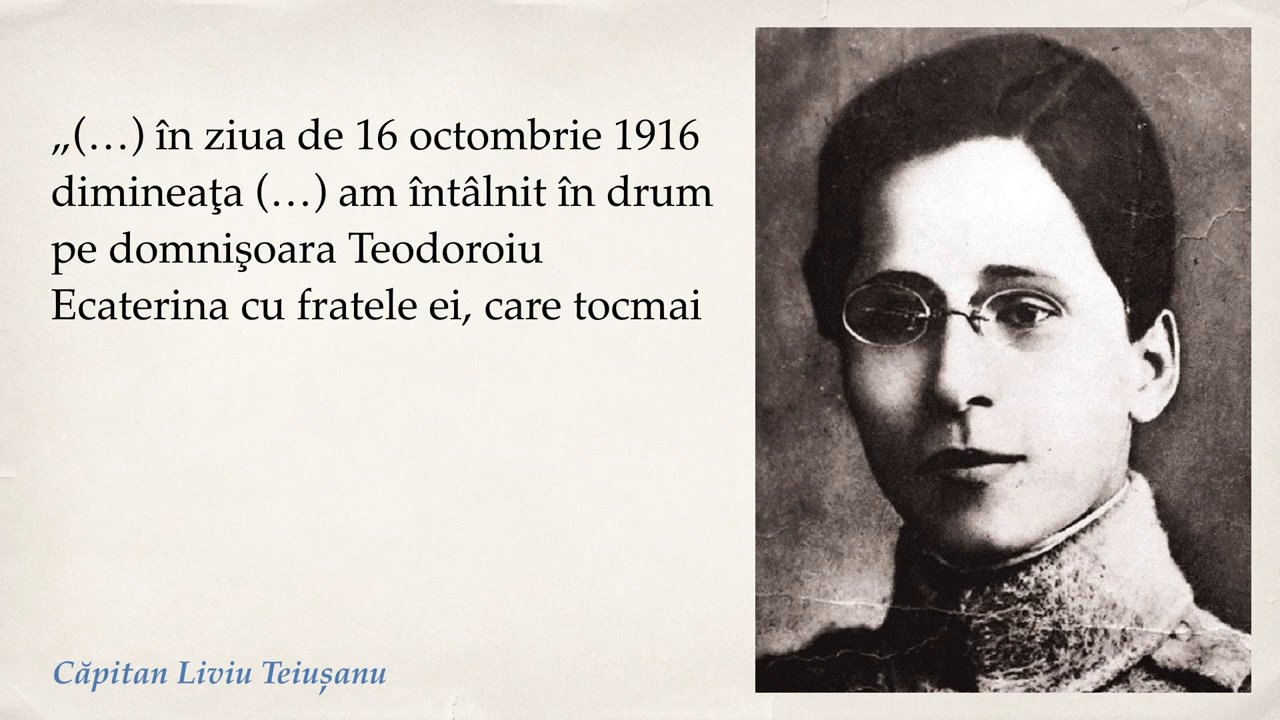 „(…) în ziua de 16 octombrie 1916
dimineaţa (…) am întâlnit în drum
pe domnişoara Teodoroiu
Ecaterina cu fratele ei, care tocmai
Căpitan Liviu Teiușanu